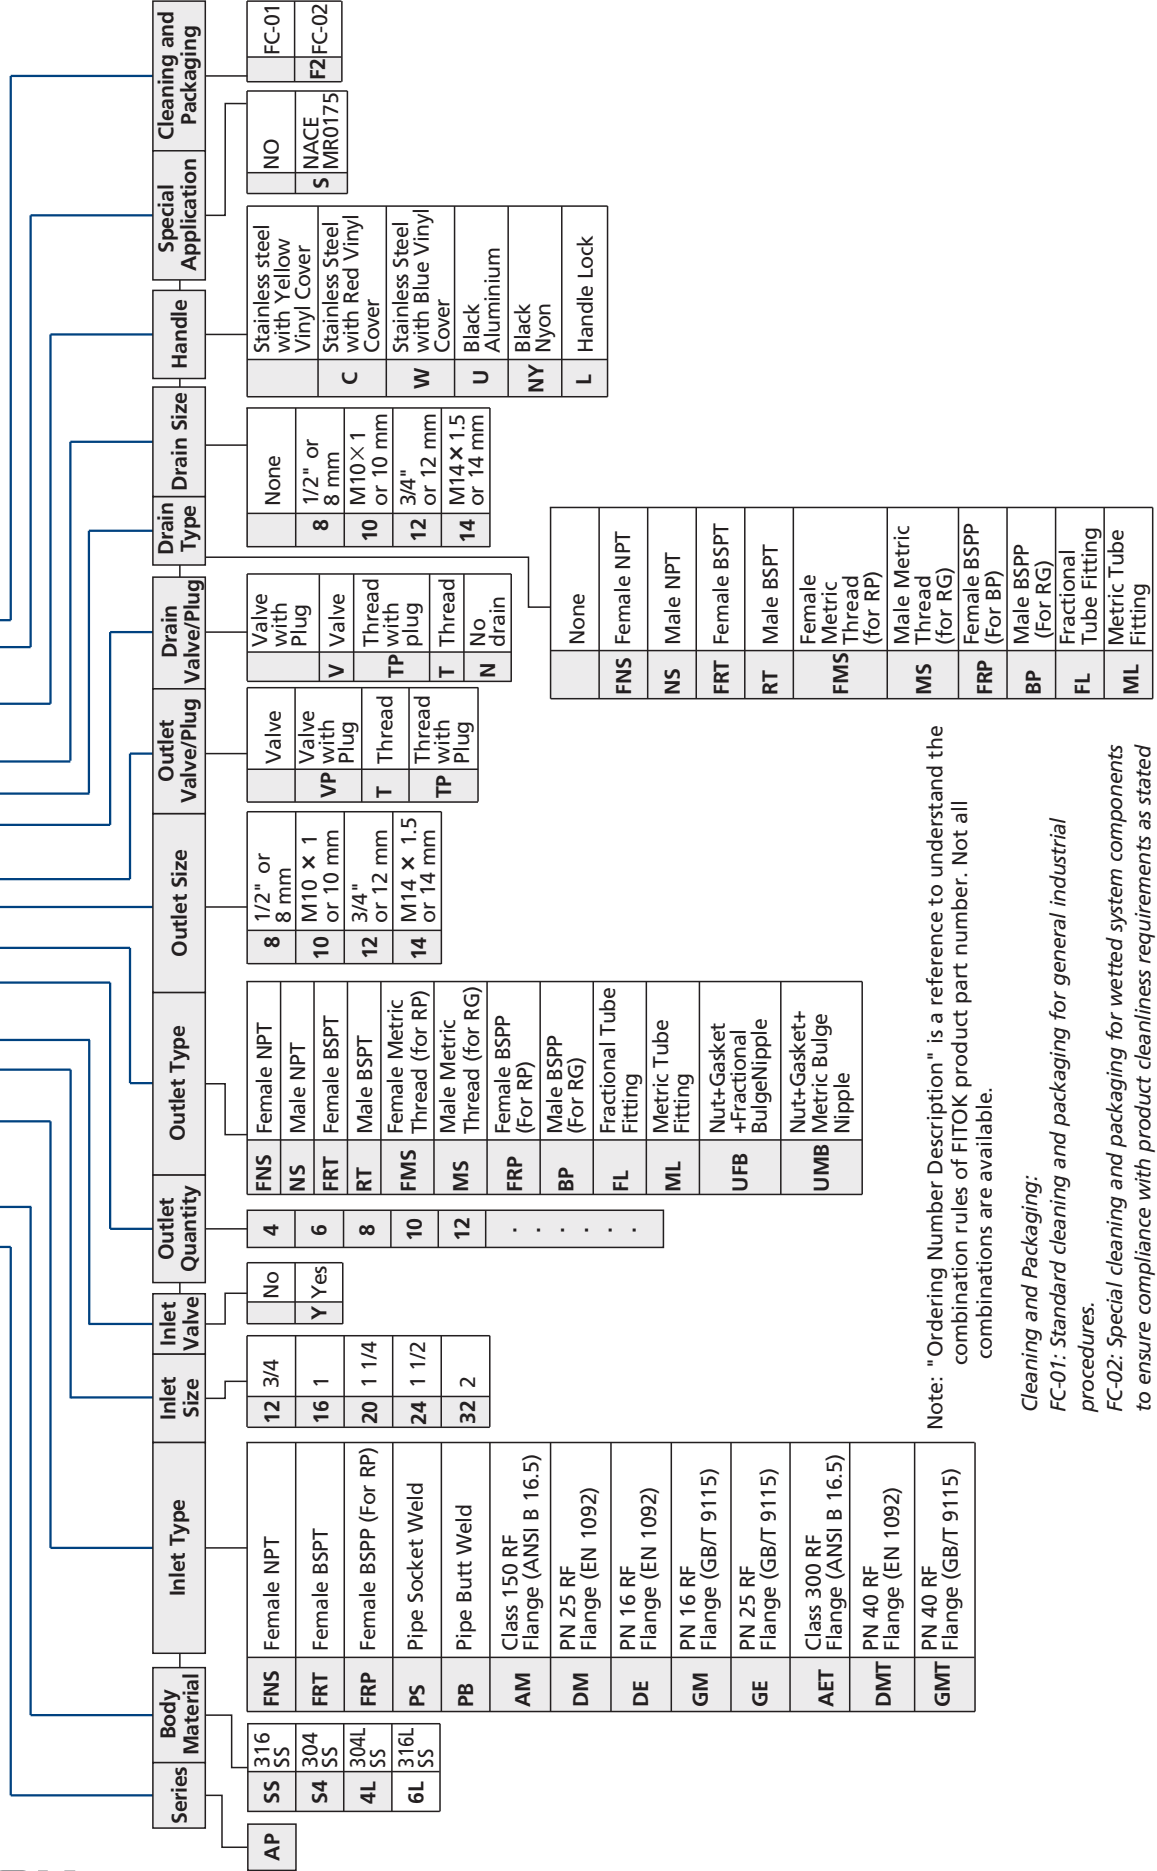 Series
AP
Body
Material
SS 316
SS
S4 304
SS
4L 304L
SS
6L 316L
SS
Inlet Type
FNS Female NPT
FRT Female BSPT
FRP Female BSPP (For RP)
PS Pipe Socket Weld
PB Pipe Butt Weld
AM Class 150 RF
Flange (ANSI B 16.5)
DM PN 25 RF
Flange (EN 1092)
DE PN 16 RF
Flange (EN 1092)
GM PN 16 RF
Flange (GB/T 9115)
GE PN 25 RF
Flange (GB/T 9115)
AET Class 300 RF
Flange (ANSI B 16.5)
DMT PN 40 RF
Flange (EN 1092)
GMT PN 40 RF
Flange (GB/T 9115)
Inlet
Size
12 3/4
16 1
20 1 1/4
24 1 1/2
32 2
Inlet
Valve
No
Y Yes
Outlet
Quantity
4
6
8
10
12
. . . . . .
Outlet Type
FNS Female NPT
NS Male NPT
FRT Female BSPT
RT Male BSPT
FMS Female Metric
Thread (for RP)
MS Male Metric
Thread (for RG)
FRP Female BSPP
(For RP)
BP Male BSPP
(For RG)
FL Fractional Tube
Fitting
ML Metric Tube
Fitting
UFB Nut+Gasket
+Fractional
BulgeNipple
UMB Nut+Gasket+
Metric Bulge
Nipple
Outlet Size
8 1/2" or
8 mm
10 M10 × 1
or 10 mm
12 3/4"
or 12 mm
14 M14 × 1.5
or 14 mm
Outlet
Valve/Plug
Valve
VP Valve
with
Plug
T Thread
TP Thread
with
Plug
Drain
Valve/Plug
Valve
with
Plug
V Valve
TP Thread
with
plug
T Thread
N No
drain
Drain
Type
None
FNS Female NPT
NS Male NPT
FRT Female BSPT
RT Male BSPT
FMS Female
Metric
Thread
(for RP)
MS Male Metric
Thread
(for RG)
FRP Female BSPP
(For BP)
BP Male BSPP
(For RG)
FL Fractional
Tube Fitting
ML Metric Tube
Fitting
Drain Size
None
8 1/2" or
8 mm
10 M10×1
or 10 mm
12 3/4"
or 12 mm
14 M14×1.5
or 14 mm
Handle
Stainless steel
with Yellow
Vinyl Cover
C Stainless Steel
with Red Vinyl
Cover
W Stainless Steel
with Blue Vinyl
Cover
U Black
Aluminium
NY Black
Nyon
L Handle Lock
Special
Application
NO
S NACE
MR0175
Cleaning and
Packaging
FC-01
F2 FC-02
Note: "Ordering Number Description" is a reference to understand the
combination rules of FITOK product part number. Not all
combinations are available.
Cleaning and Packaging:
FC-01: Standard cleaning and packaging for general industrial
procedures.
FC-02: Special cleaning and packaging for wetted system components
to ensure compliance with product cleanliness requirements as stated